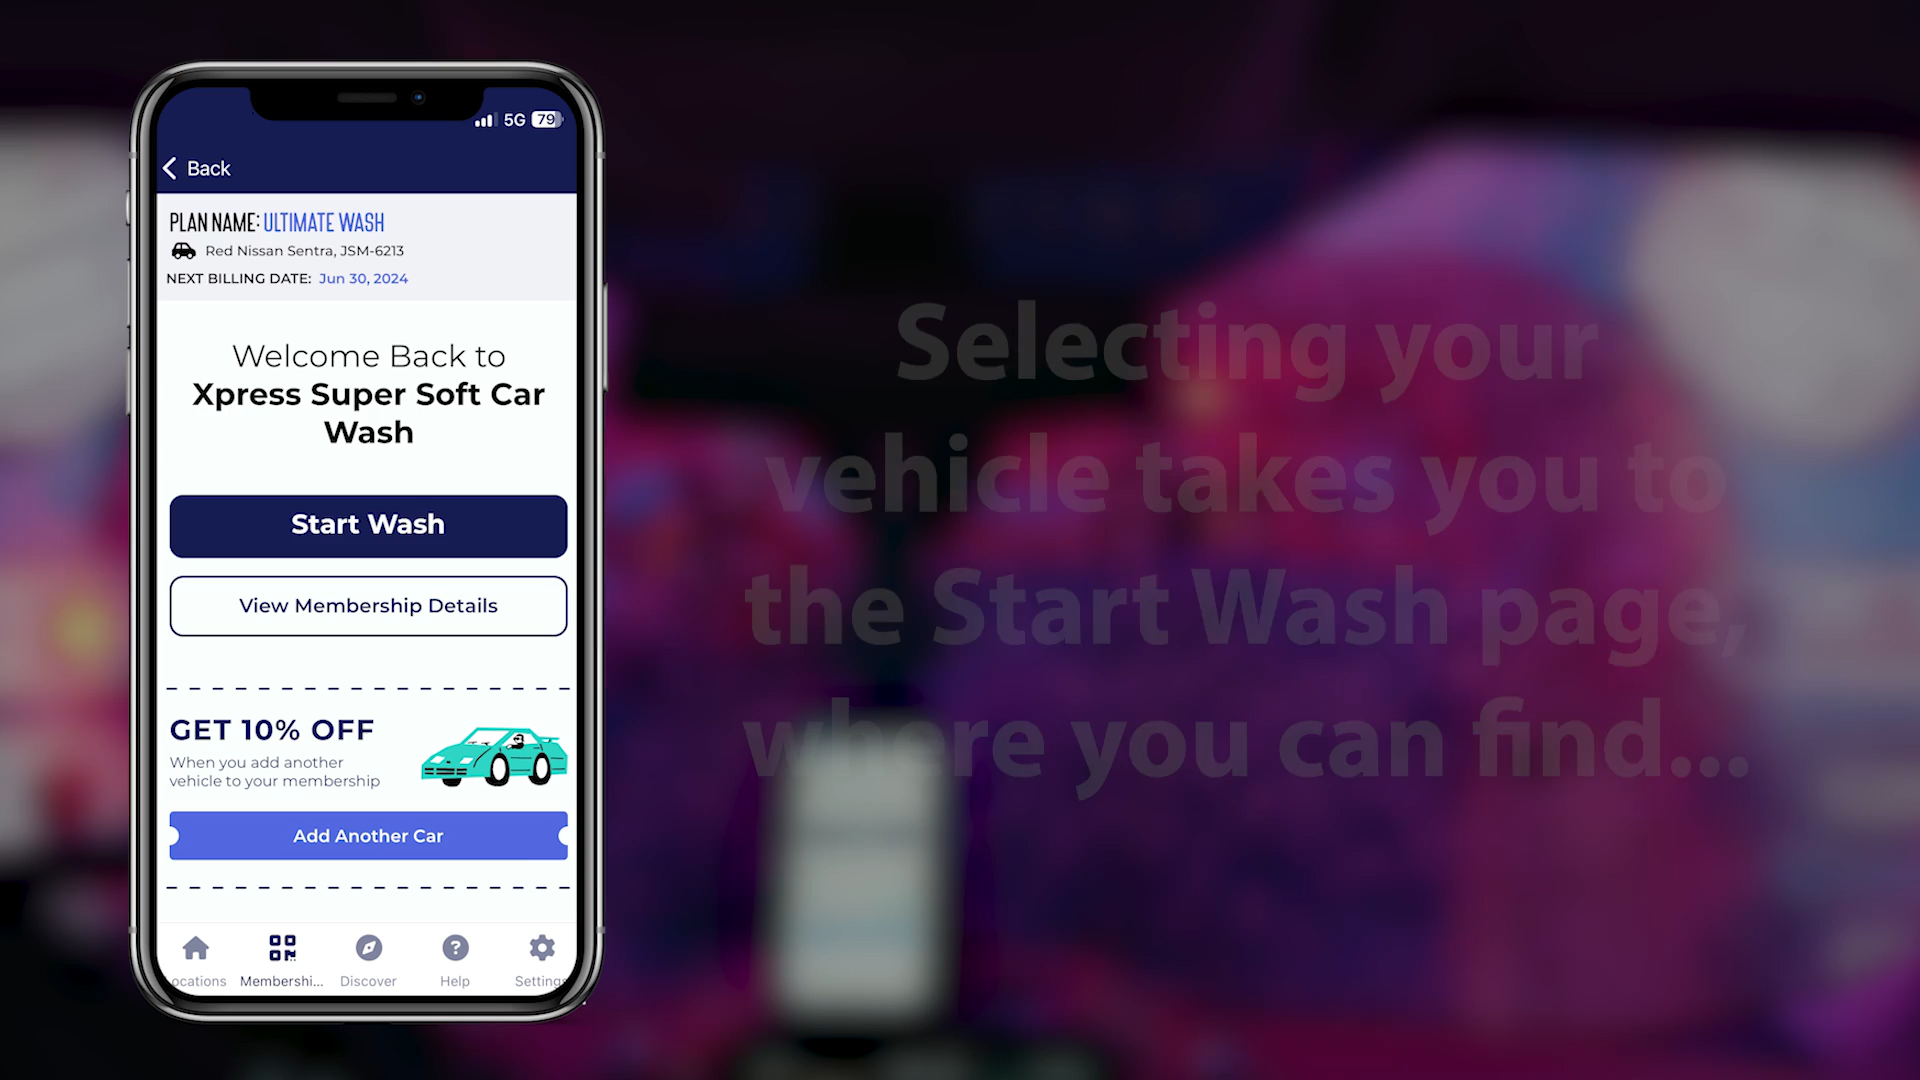 5G 79
Back
PLAN NAME: ULTIMATE WASH
Red Nissan Sentra, JSM-6213
NEXT BILLING DATE: Jun 30, 2024
Welcome Back to
Xpress Super Soft Car
Wash
Start Wash
View Membership Details
GET 10% OFF
When you add another
vehicle to your membership
Add Another Car
ocations Membershi... Discover Help Setting
Selecting your
vehicle takes you to
the Start Wash page,
where you can find...